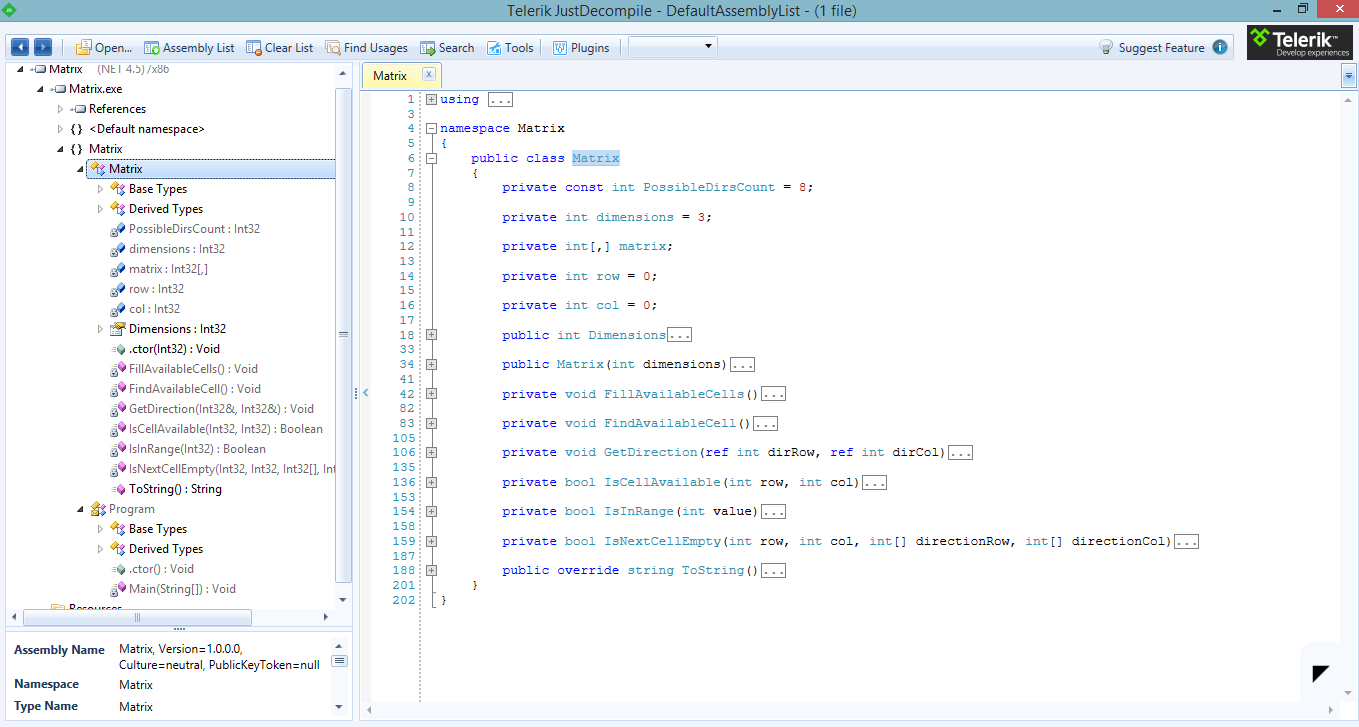 Telerik JustDecompile - DefaultAssemblyList - (1 file)
Open... Assembly List Clear List Find Usages Search Tools Plugins Suggest Feature
Telerik™
Develop experiences
Matrix (NET 4.5) /x86
Matrix.exe
References
{} <Default namespace>
{} Matrix
Matrix
Base Types
Derived Types
PossibleDirsCount : Int32
dimensions : Int32
matrix : Int32[,]
row : Int32
col : Int32
Dimensions : Int32
.ctor(Int32) : Void
FillAvailableCells() : Void
FindAvailableCell() : Void
GetDirection(Int32&, Int32&) : Void
IsCellAvailable(Int32, Int32) : Boolean
IsInRange(Int32) : Boolean
IsNextCellEmpty(Int32, Int32, Int32[], Int
ToString() : String
Program
Base Types
Derived Types
.ctor() : Void
Main(String[]) : Void
Resources
Assembly Name Matrix, Version=1.0.0.0,
Culture=neutral, PublicKeyToken=null
Namespace Matrix
Type Name Matrix
Matrix x
1 using ...
3
4 namespace Matrix
5 {
6 public class Matrix
7 {
8 private const int PossibleDirsCount = 8;
9
10 private int dimensions = 3;
11
12 private int[,] matrix;
13
14 private int row = 0;
15
16 private int col = 0;
17
18 public int Dimensions...
33
34 public Matrix(int dimensions)...
41
42 private void FillAvailableCells()...
82
83 private void FindAvailableCell()...
105
106 private void GetDirection(ref int dirRow, ref int dirCol)...
135
136 private bool IsCellAvailable(int row, int col)...
153
154 private bool IsInRange(int value)...
158
159 private bool IsNextCellEmpty(int row, int col, int[] directionRow, int[] directionCol)...
187
188 public override string ToString()...
201 }
202 }